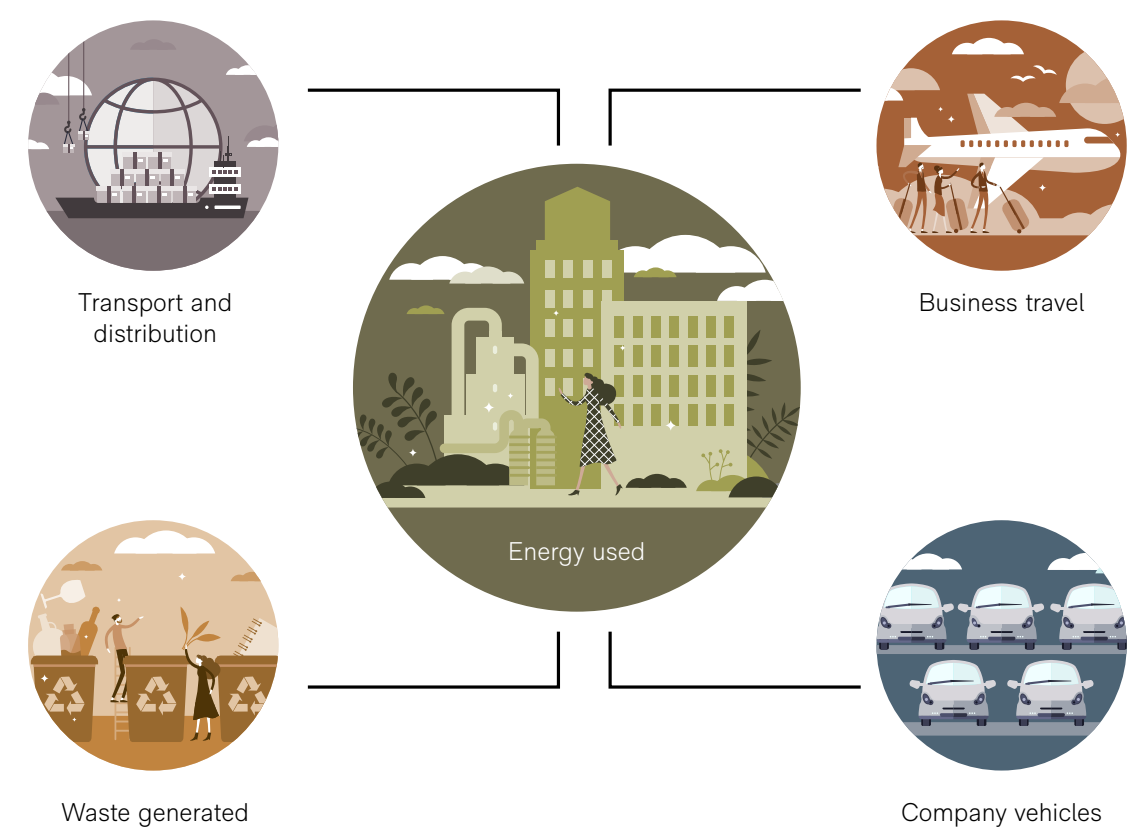 Transport and
distribution
Business travel
Energy used
Waste generated
Company vehicles